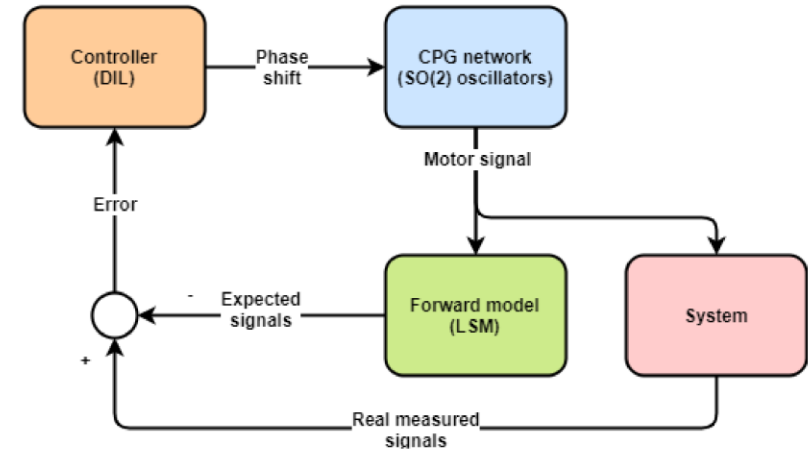 Controller
(DIL)
Phase
shift
CPG network
(SO(2) oscillators)
Motor signal
Error
-
Expected
signals
Forward model
(LSM)
System
+
Real measured
signals